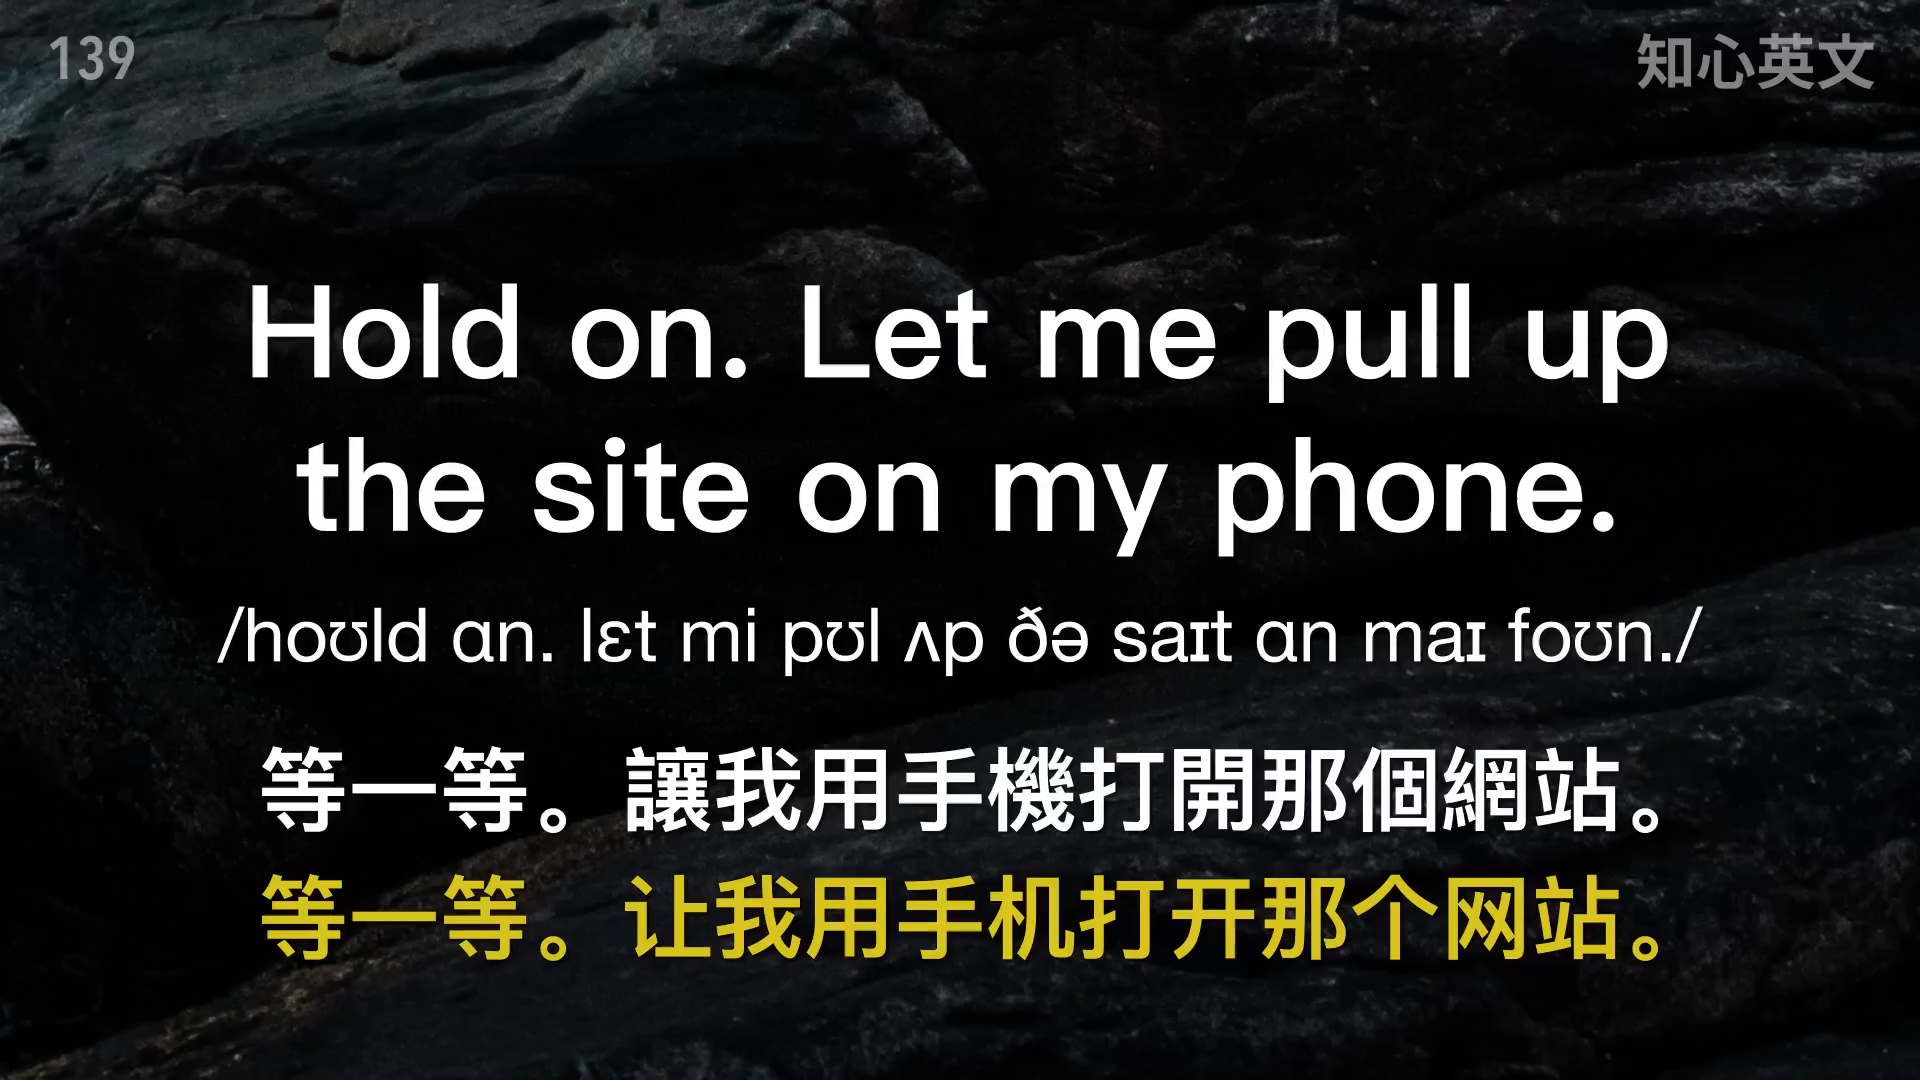 139
知心英文
Hold on. Let me pull up
the site on my phone.
/hoʊld ɑn. lɛt mi pʊl ʌp ðə saɪt ɑn maɪ foʊn./
等一等。讓我用手機打開那個網站。
等一等。让我用手机打开那个网站。